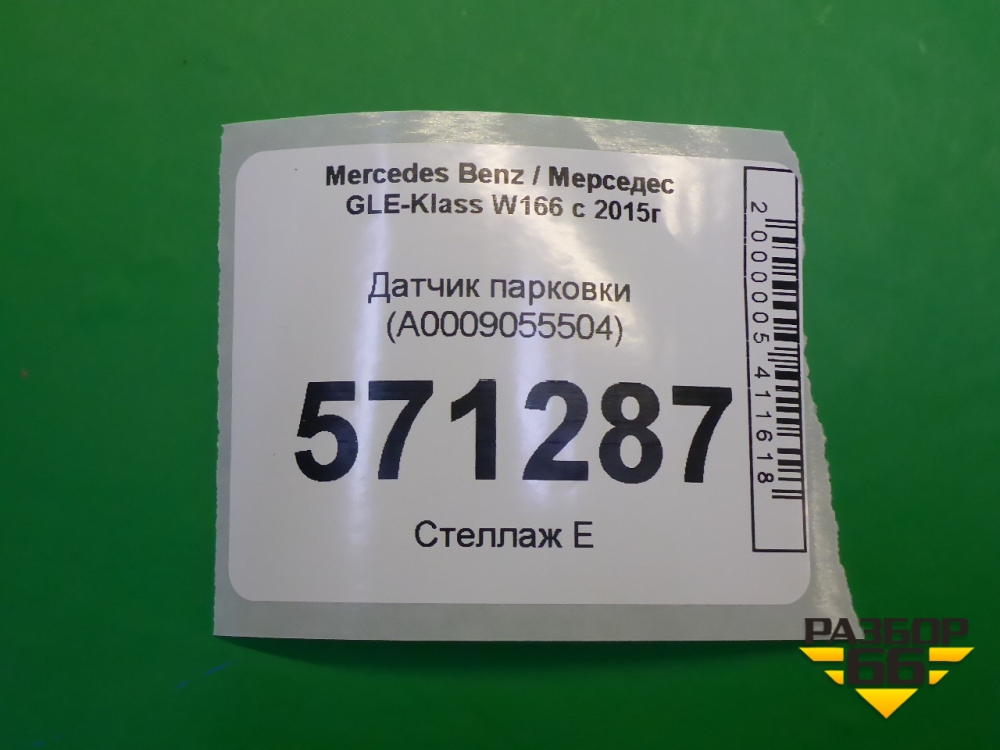 Mercedes Benz / Мерседес
GLE-Klass W166 с 2015г
Датчик парковки
(A0009055504)
571287
Стеллаж Е
2000005411618
РАЗБОР
66